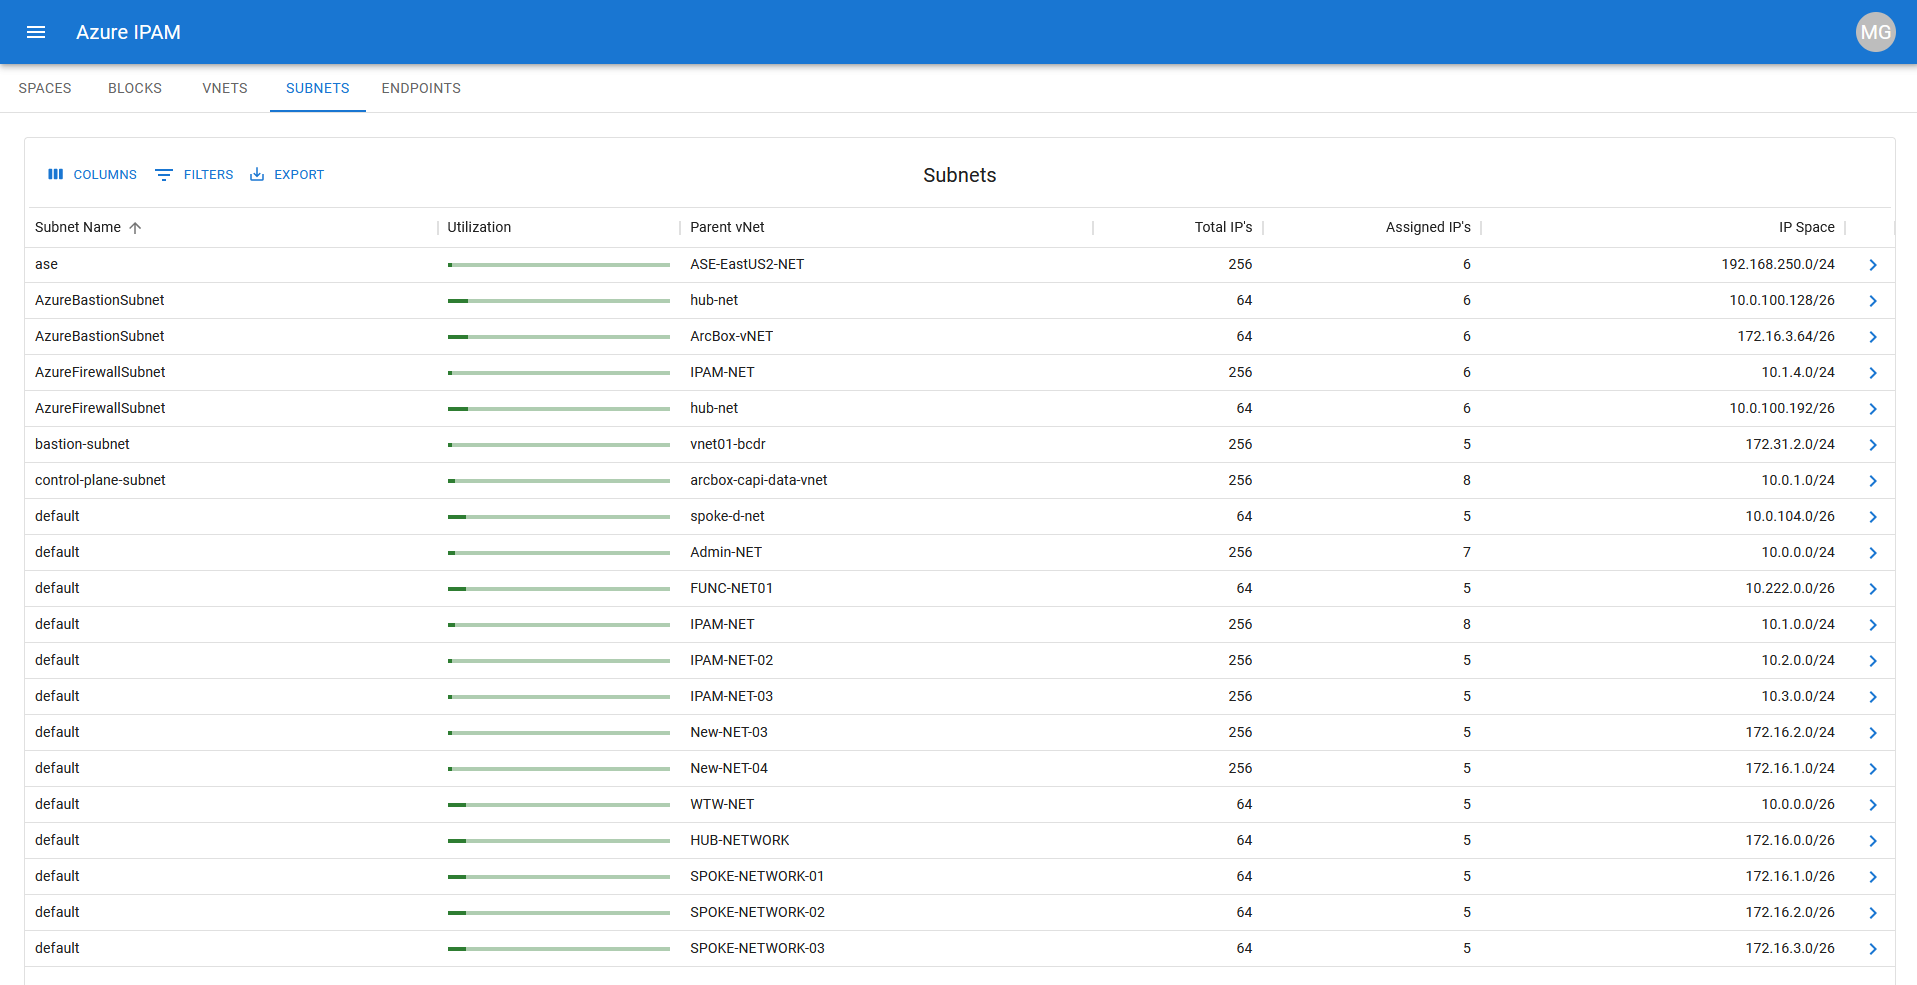 Azure IPAM
MG
SPACES BLOCKS VNETS SUBNETS ENDPOINTS
COLUMNS FILTERS EXPORT Subnets
Subnet Name Utilization Parent vNet Total IP's Assigned IP's IP Space
ase ASE-EastUS2-NET 256 6 192.168.250.0/24
AzureBastionSubnet hub-net 64 6 10.0.100.128/26
AzureBastionSubnet ArcBox-vNET 64 6 172.16.3.64/26
AzureFirewallSubnet IPAM-NET 256 6 10.1.4.0/24
AzureFirewallSubnet hub-net 64 6 10.0.100.192/26
bastion-subnet vnet01-bcdr 256 5 172.31.2.0/24
control-plane-subnet arcbox-capi-data-vnet 256 8 10.0.1.0/24
default spoke-d-net 64 5 10.0.104.0/26
default Admin-NET 256 7 10.0.0.0/24
default FUNC-NET01 64 5 10.222.0.0/26
default IPAM-NET 256 8 10.1.0.0/24
default IPAM-NET-02 256 5 10.2.0.0/24
default IPAM-NET-03 256 5 10.3.0.0/24
default New-NET-03 256 5 172.16.2.0/24
default New-NET-04 256 5 172.16.1.0/24
default WTW-NET 64 5 10.0.0.0/26
default HUB-NETWORK 64 5 172.16.0.0/26
default SPOKE-NETWORK-01 64 5 172.16.1.0/26
default SPOKE-NETWORK-02 64 5 172.16.2.0/26
default SPOKE-NETWORK-03 64 5 172.16.3.0/26